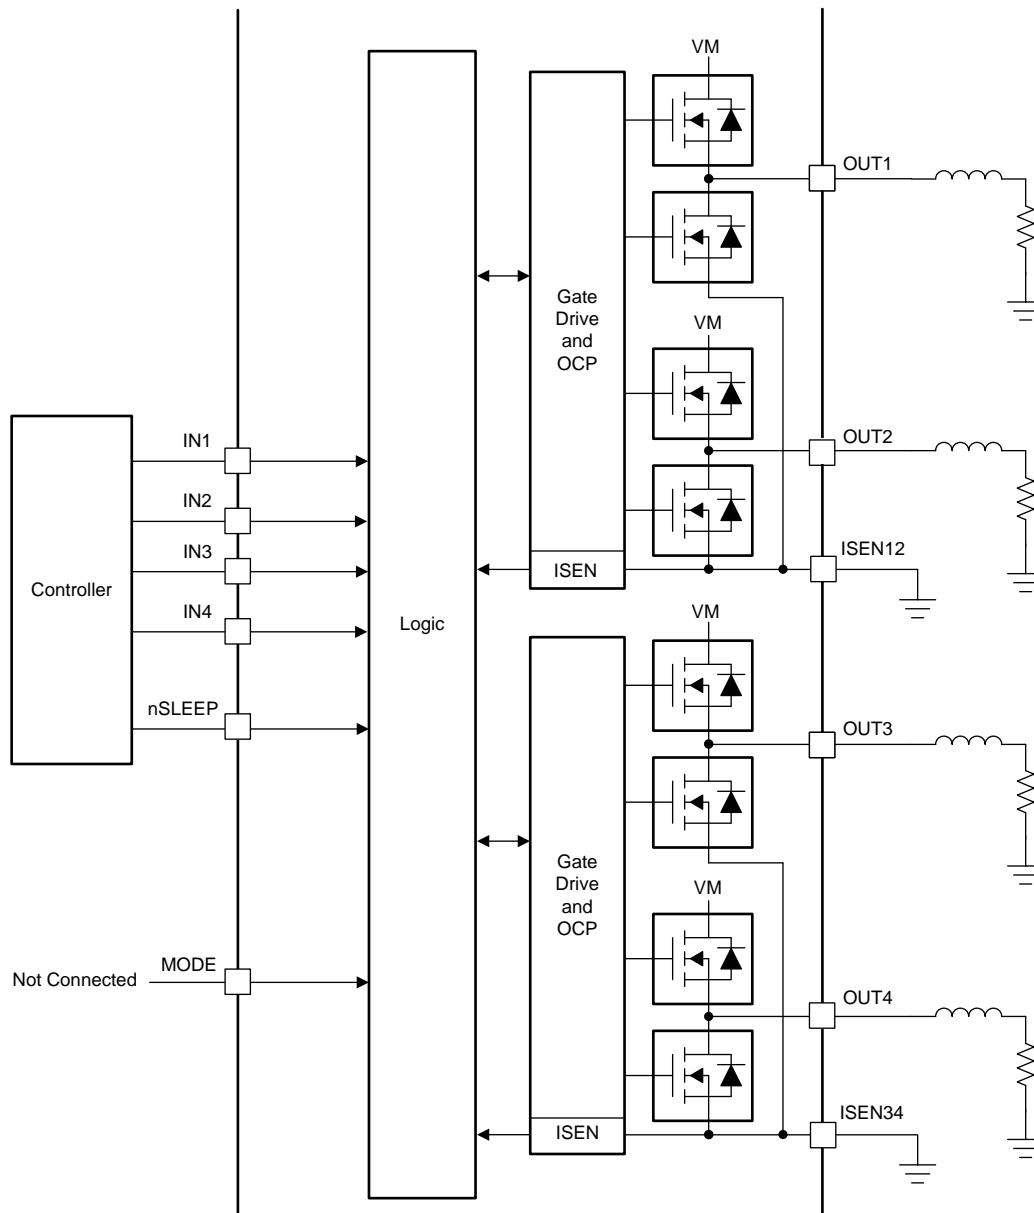 VM
OUT1
Gate
Drive
and
OCP
VM
OUT2
IN1
IN2
IN3
IN4
nSLEEP
Controller
ISEN
ISEN12
Logic
VM
OUT3
Gate
Drive
and
OCP
VM
OUT4
Not Connected
MODE
ISEN
ISEN34